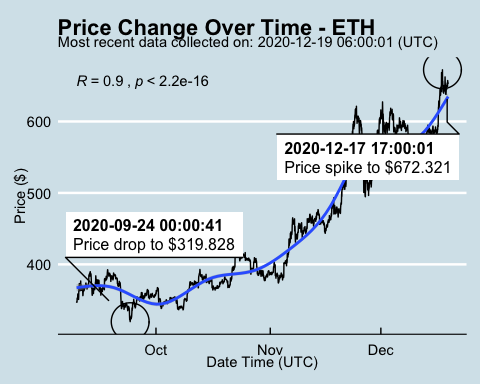 Price Change Over Time - ETH
Most recent data collected on: 2020-12-19 06:00:01 (UTC)
R = 0.9 , p < 2.2e-16
600
2020-12-17 17:00:01
Price spike to $672.321
500
Price ($)
2020-09-24 00:00:41
Price drop to $319.828
400
Oct
Nov
Dec
Date Time (UTC)